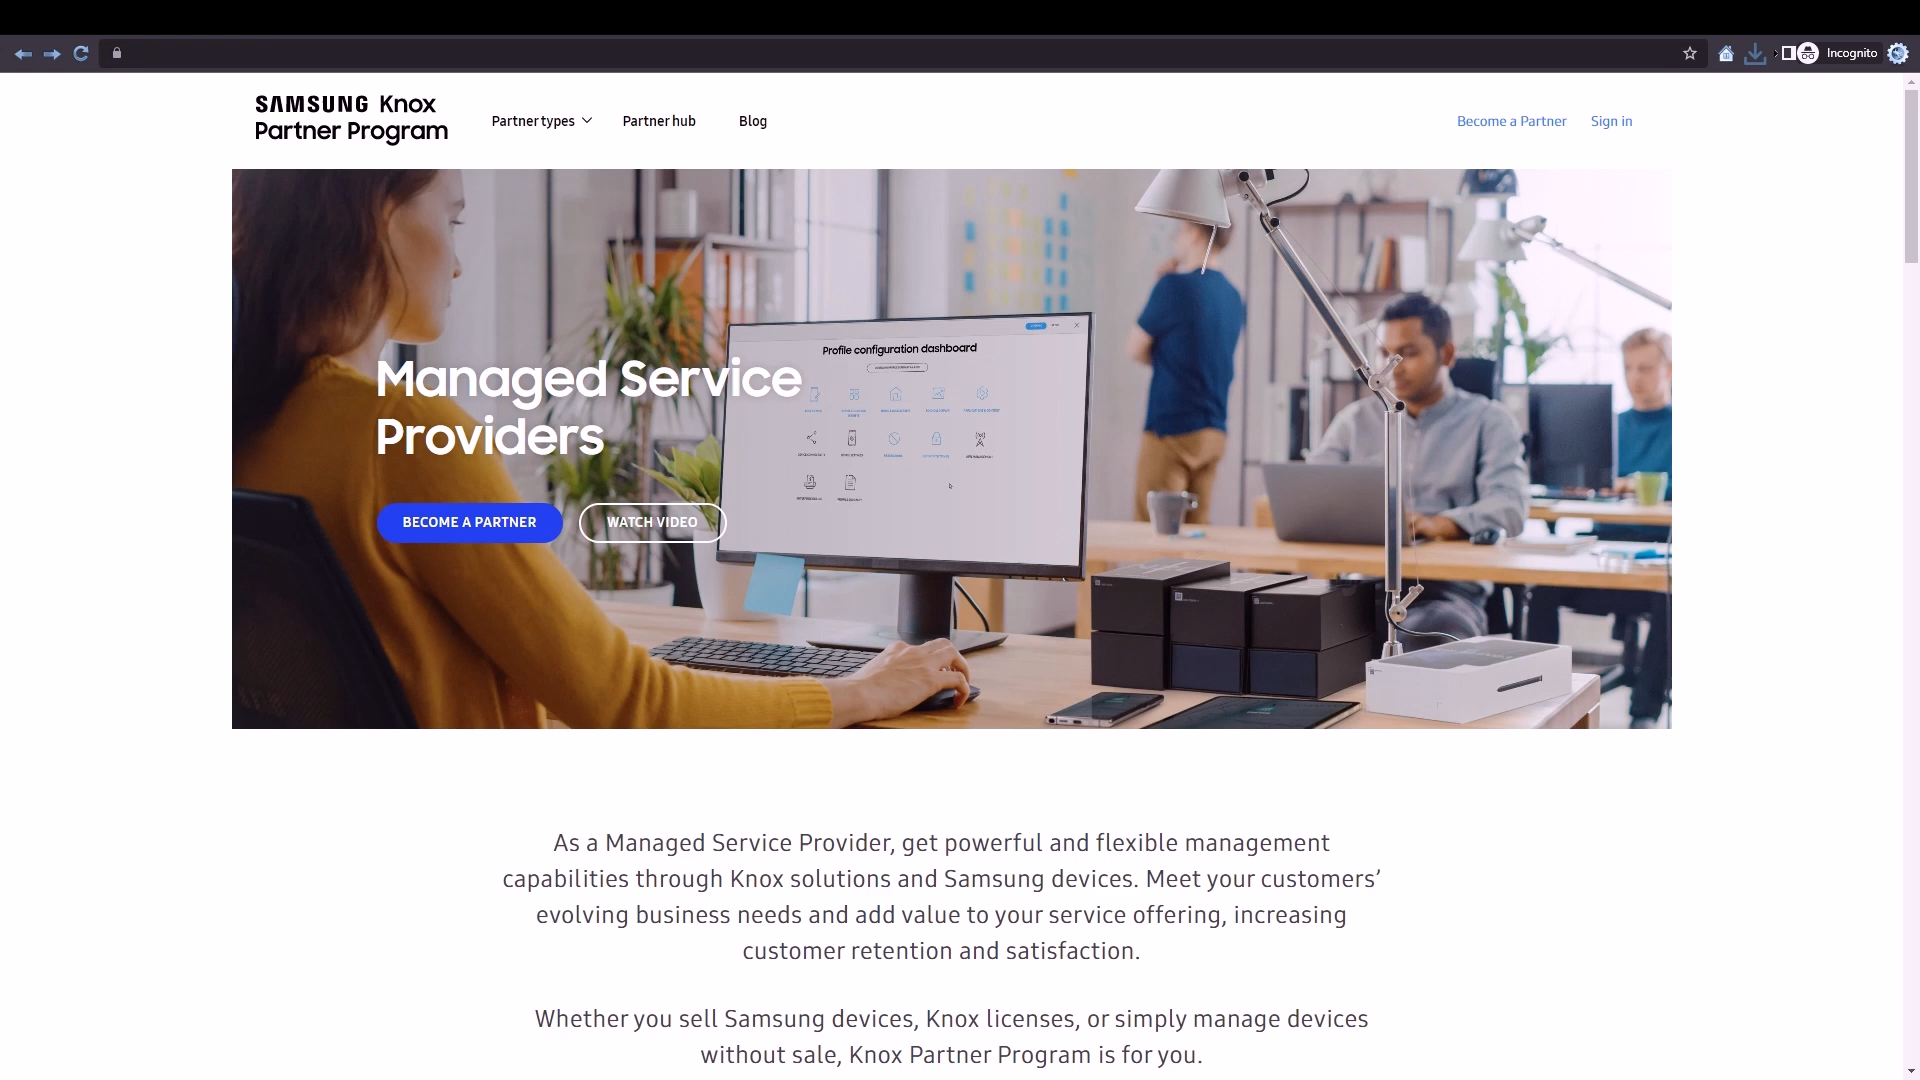 Incognito
SAMSUNG Knox
Partner Program
Partner types
Partner hub
Blog
Become a Partner
Sign in
Profile configuration dashboard
Managed Service
Providers
BECOME A PARTNER
WATCH VIDEO
As a Managed Service Provider, get powerful and flexible management
capabilities through Knox solutions and Samsung devices. Meet your customers’
evolving business needs and add value to your service offering, increasing
customer retention and satisfaction.
Whether you sell Samsung devices, Knox licenses, or simply manage devices
without sale, Knox Partner Program is for you.